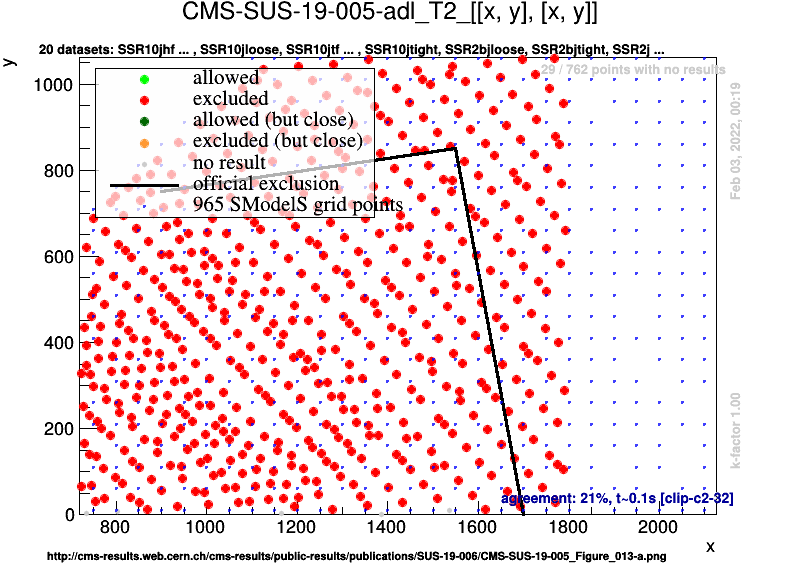 CMS-SUS-19-005-adl_T2_[[x, y], [x, y]]
20 datasets: SSR10jhf ... , SSR10jloose, SSR10jtf ... , SSR10jtight, SSR2bjloose, SSR2bjtight, SSR2j ...
y
29 / 762 points with no results
1000
800
600
400
200
0
allowed
excluded
allowed (but close)
excluded (but close)
no result
official exclusion
965 SModelS grid points
Feb 03, 2022, 00:19
k-factor 1.00
agreement: 21%, t~0.1s [clip-c2-32]
800 1000 1200 1400 1600 1800 2000
x
http://cms-results.web.cern.ch/cms-results/public-results/publications/SUS-19-006/CMS-SUS-19-005_Figure_013-a.png